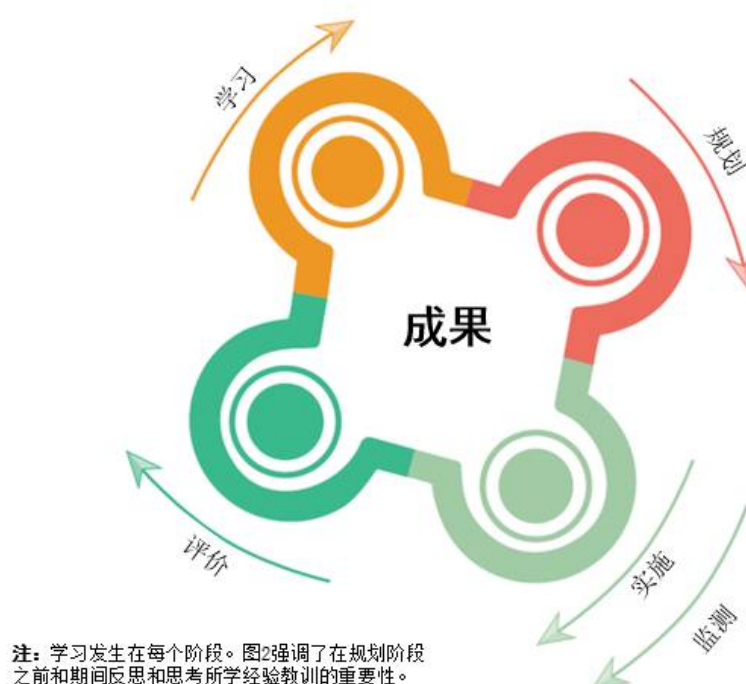 学习
规划
成果
评价
实施
监测
注：学习发生在每个阶段。图2强调了在规划阶段
之前和期间反思和思考所学经验教训的重要性。